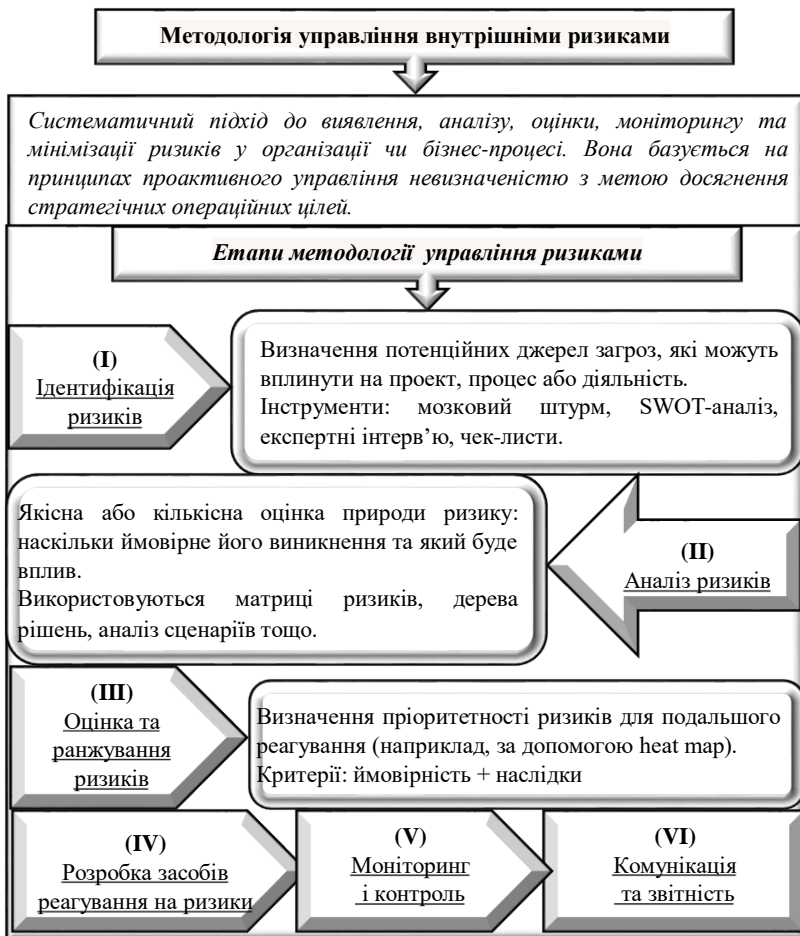 Методологія управління внутрішніми ризиками
Систематичний підхід до виявлення, аналізу, оцінки, моніторингу та
мінімізації ризиків у організації чи бізнес-процесі. Вона базується на
принципах проактивного управління невизначеністю з метою досягнення
стратегічних операційних цілей.
Етапи методології управління ризиками
(I)
Ідентифікація
ризиків
Визначення потенційних джерел загроз, які можуть
вплинути на проект, процес або діяльність.
Інструменти: мозковий штурм, SWOT-аналіз,
експертні інтерв’ю, чек-листи.
Якісна або кількісна оцінка природи ризику:
наскільки ймовірне його виникнення та який буде
вплив.
Використовуються матриці ризиків, дерева
рішень, аналіз сценаріїв тощо.
(II)
Аналіз ризиків
(III)
Оцінка та
ранжування
ризиків
Визначення пріоритетності ризиків для подальшого
реагування (наприклад, за допомогою heat map).
Критерії: ймовірність + наслідки
(IV)
Розробка засобів
реагування на ризики
(V)
Моніторинг
і контроль
(VI)
Комунікація
та звітність